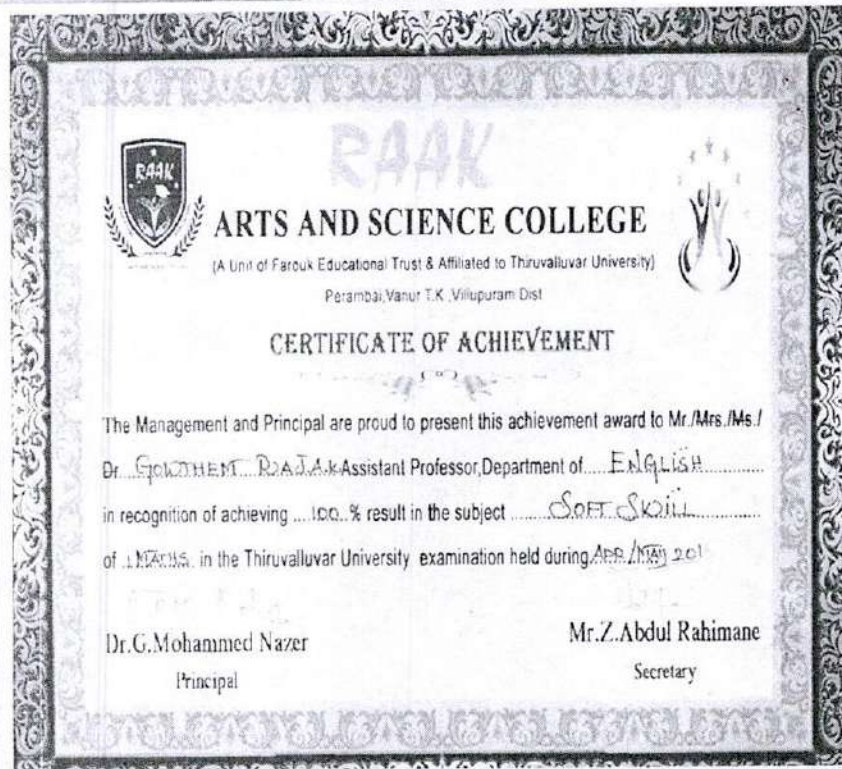 RAAK
RAAK
ARTS AND SCIENCE COLLEGE
(A Unit of Farouk Educational Trust & Affiliated to Thiruvalluvar University)
Perambai,Vanur T.K ,Villupuram Dist
CERTIFICATE OF ACHIEVEMENT
The Management and Principal are proud to present this achievement award to Mr./Mrs./Ms./
Dr. GOWTHEM RAJA.K Assistant Professor,Department of ENGLISH
in recognition of achieving ....100..% result in the subject SOFT SKILL
of I MATHS in the Thiruvalluvar University examination held during APR/MAY 201
Dr.G.Mohammed Nazer
Mr.Z.Abdul Rahimane
Principal
Secretary